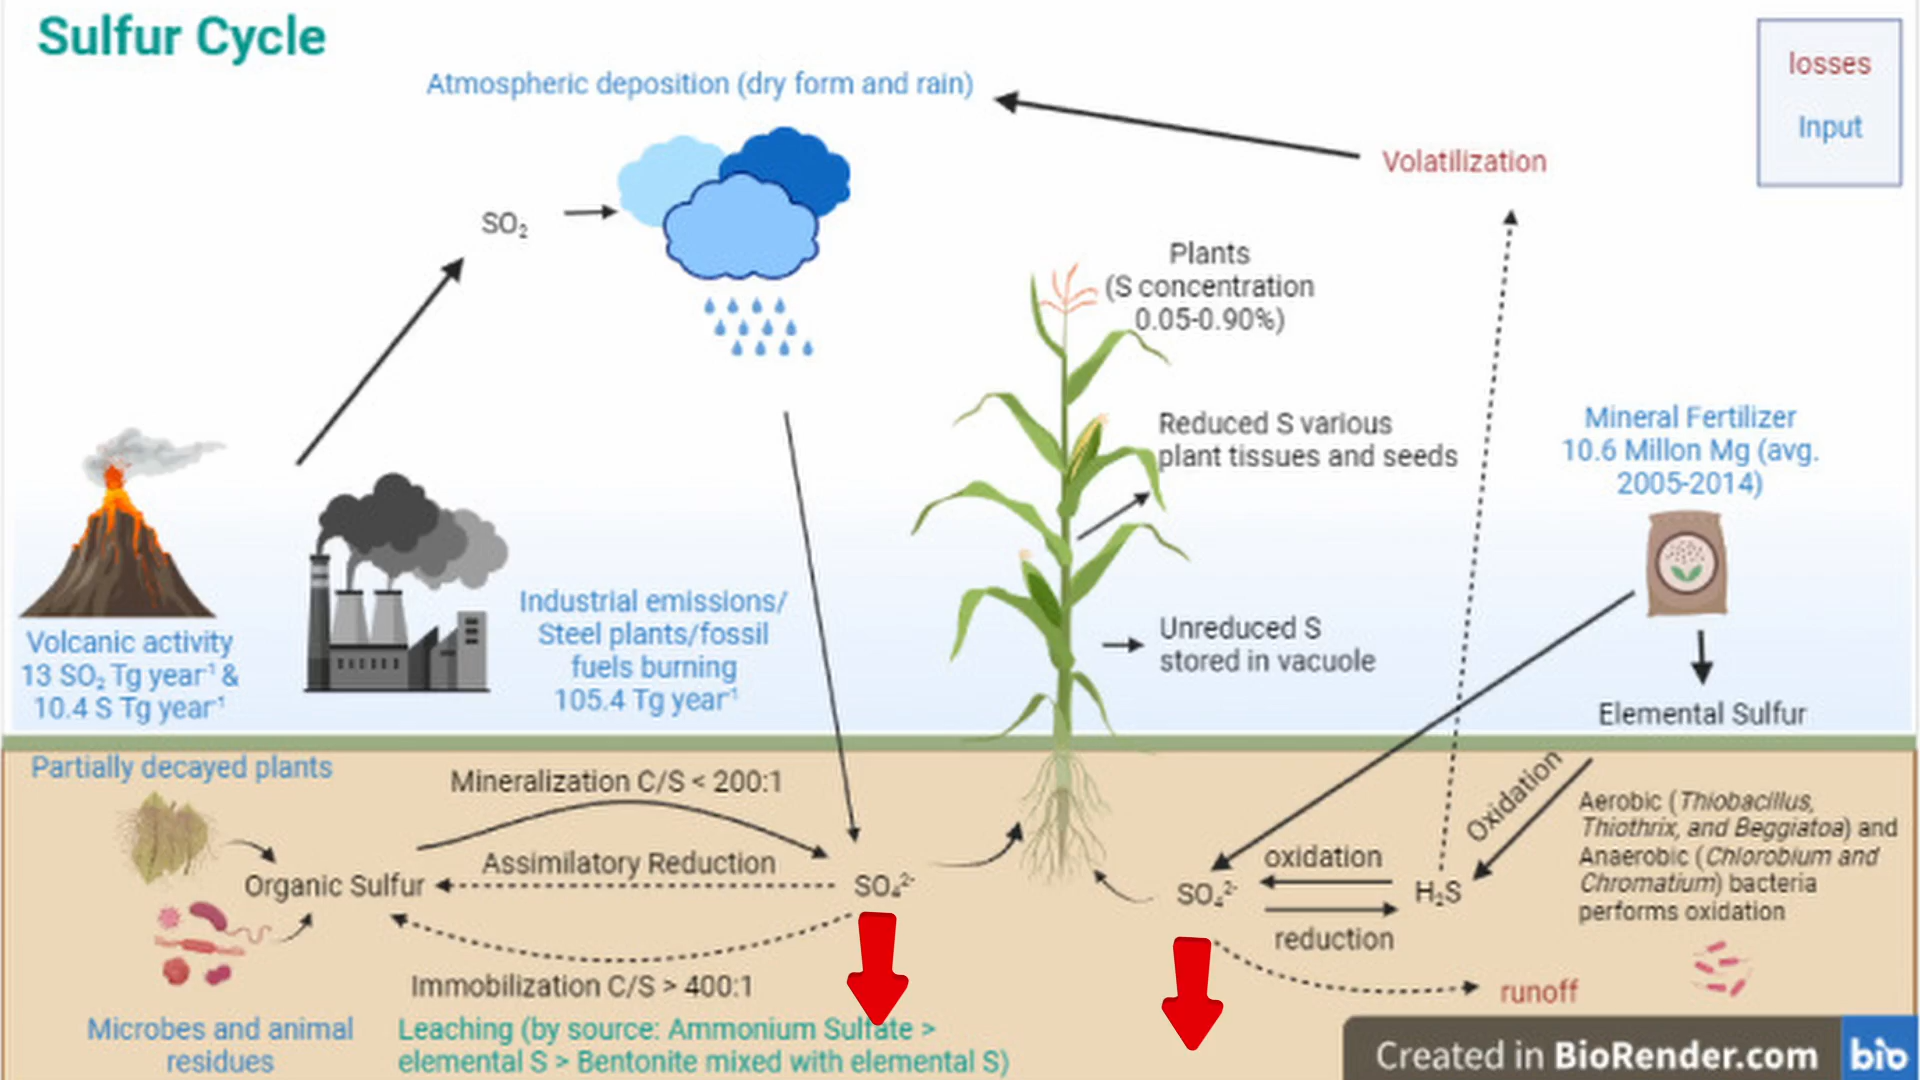 Sulfur Cycle
losses
Input
Atmospheric deposition (dry form and rain)
Volatilization
SO₂
Plants
(S concentration
0.05-0.90%)
Reduced S various
plant tissues and seeds
Mineral Fertilizer
10.6 Millon Mg (avg.
2005-2014)
Unreduced S
stored in vacuole
Industrial emissions/
Steel plants/fossil
fuels burning
105.4 Tg year⁻¹
Volcanic activity
13 SO₂ Tg year⁻¹ &
10.4 S Tg year⁻¹
Elemental Sulfur
Partially decayed plants
Mineralization C/S < 200:1
Assimilatory Reduction
Organic Sulfur
SO₄²⁻
SO₄²⁻
oxidation
reduction
H₂S
Oxidation
Aerobic (Thiobacillus,
Thiothrix, and Beggiatoa) and
Anaerobic (Chlorobium and
Chromatium) bacteria
performs oxidation
Immobilization C/S > 400:1
runoff
Microbes and animal
residues
Leaching (by source: Ammonium Sulfate >
elemental S > Bentonite mixed with elemental S)
Created in BioRender.com
bio